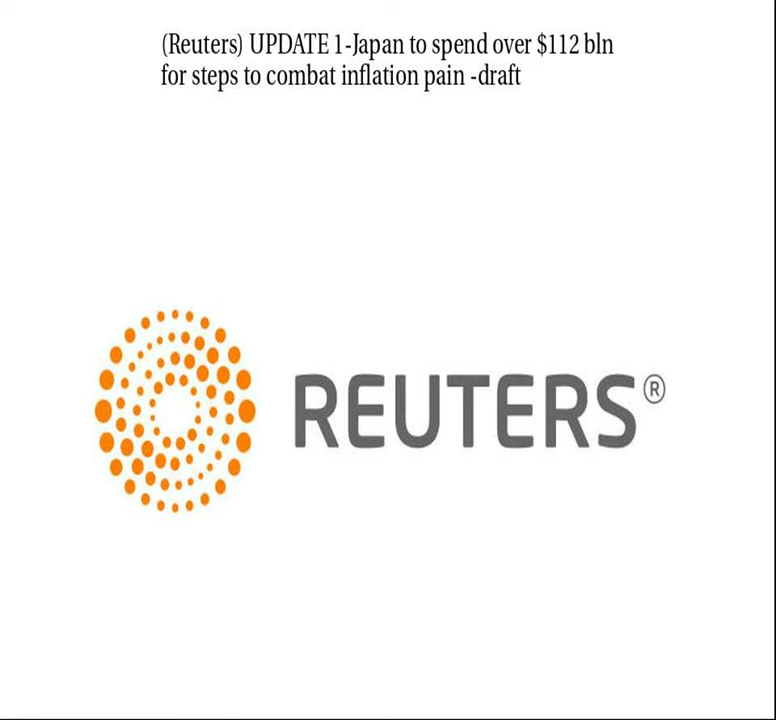 (Reuters) UPDATE 1-Japan to spend over $112 bln
for steps to combat inflation pain -draft
REUTERS®